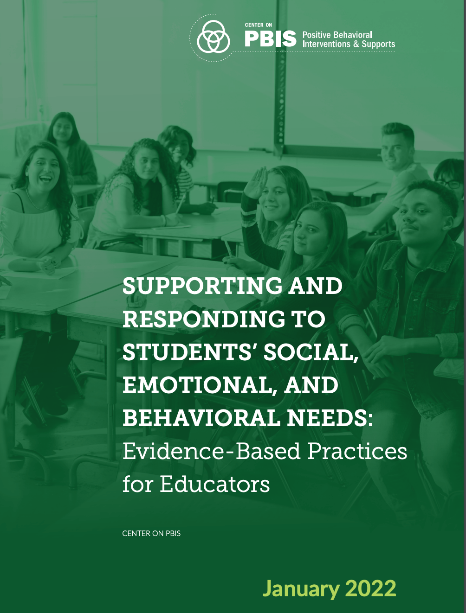 CENTER ON
PBIS
Positive Behavioral
Interventions & Supports
SUPPORTING AND
RESPONDING TO
STUDENTS’ SOCIAL,
EMOTIONAL, AND
BEHAVIORAL NEEDS:
Evidence-Based Practices
for Educators
CENTER ON PBIS
January 2022